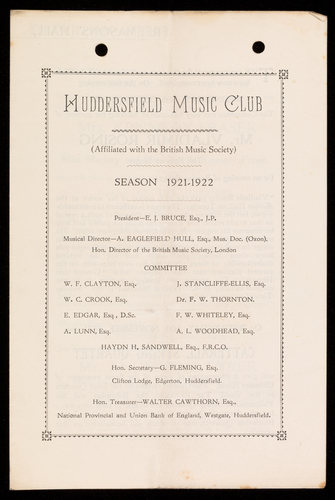 HUDDERSFIELD MUSIC CLUB
(Affiliated with the British Music Society)
SEASON 1921-1922
President—E. J. BRUCE, Esq., J.P.
Musical Director—A. EAGLEFIELD HULL, Esq., Mus. Doc. (Oxon).
Hon. Director of the British Music Society, London
COMMITTEE
W. F. CLAYTON, Esq. J. STANCLIFFE-ELLIS, Esq.
W. C. CROOK, Esq. Dr. F. W. THORNTON,
E. EDGAR, Esq., D.Sc. F. W. WHITELEY, Esq.
A. LUNN, Esq. A. L. WOODHEAD, Esq.
HAYDN H. SANDWELL, Esq., F.R.C.O.
Hon. Secretary—G. FLEMING, Esq.
Clifton Lodge, Edgerton, Huddersfield.
Hon. Treasurer—WALTER CAWTHORN, Esq.,
National Provincial and Union Bank of England, Westgate, Huddersfield.